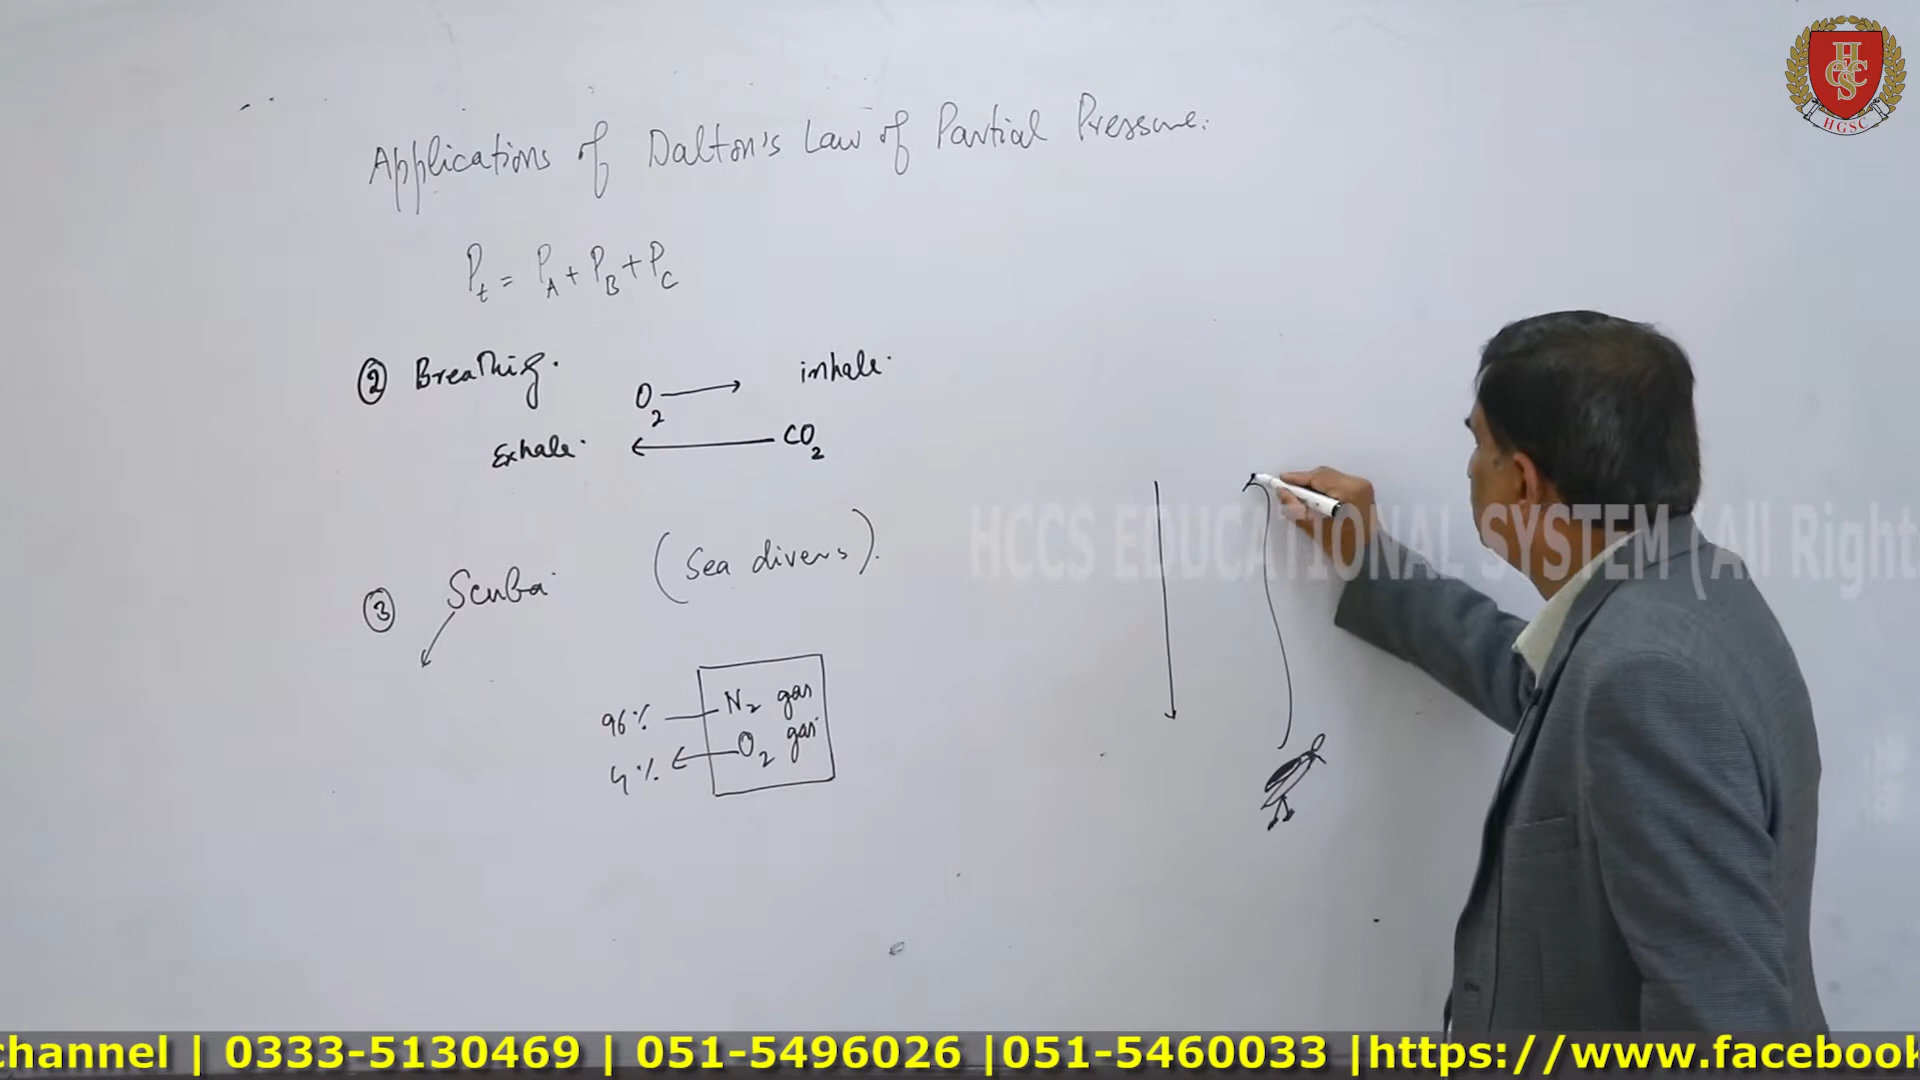 Applications of Dalton's Law of Partial Pressure.
Pt = PA + PB + PC
② Breathing.
O2 → inhale.
Exhale. ← CO2
③ Scuba (Sea divers).
96% N2 gas
4% ← O2 gas
HCCS EDUCATIONAL SYSTEM (All Right
HGSC
channel | 0333-5130469 | 051-5496026 |051-5460033 |https://www.facebook